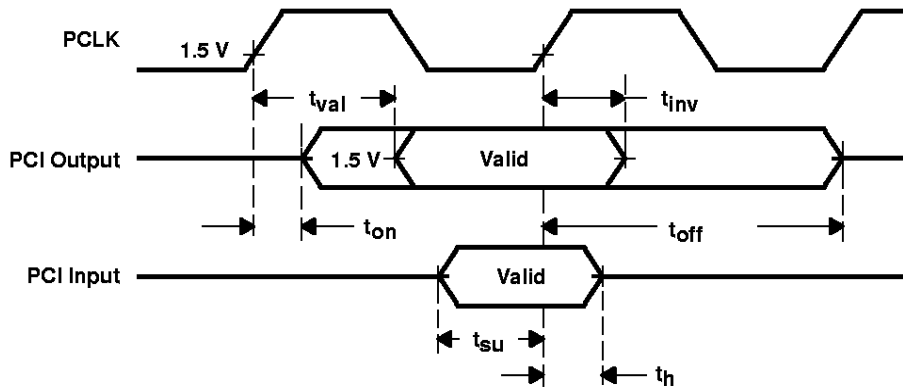 PCLK
1.5 V
tval
tinv
PCI Output
1.5 V
Valid
ton
toff
PCI Input
Valid
tsu
th